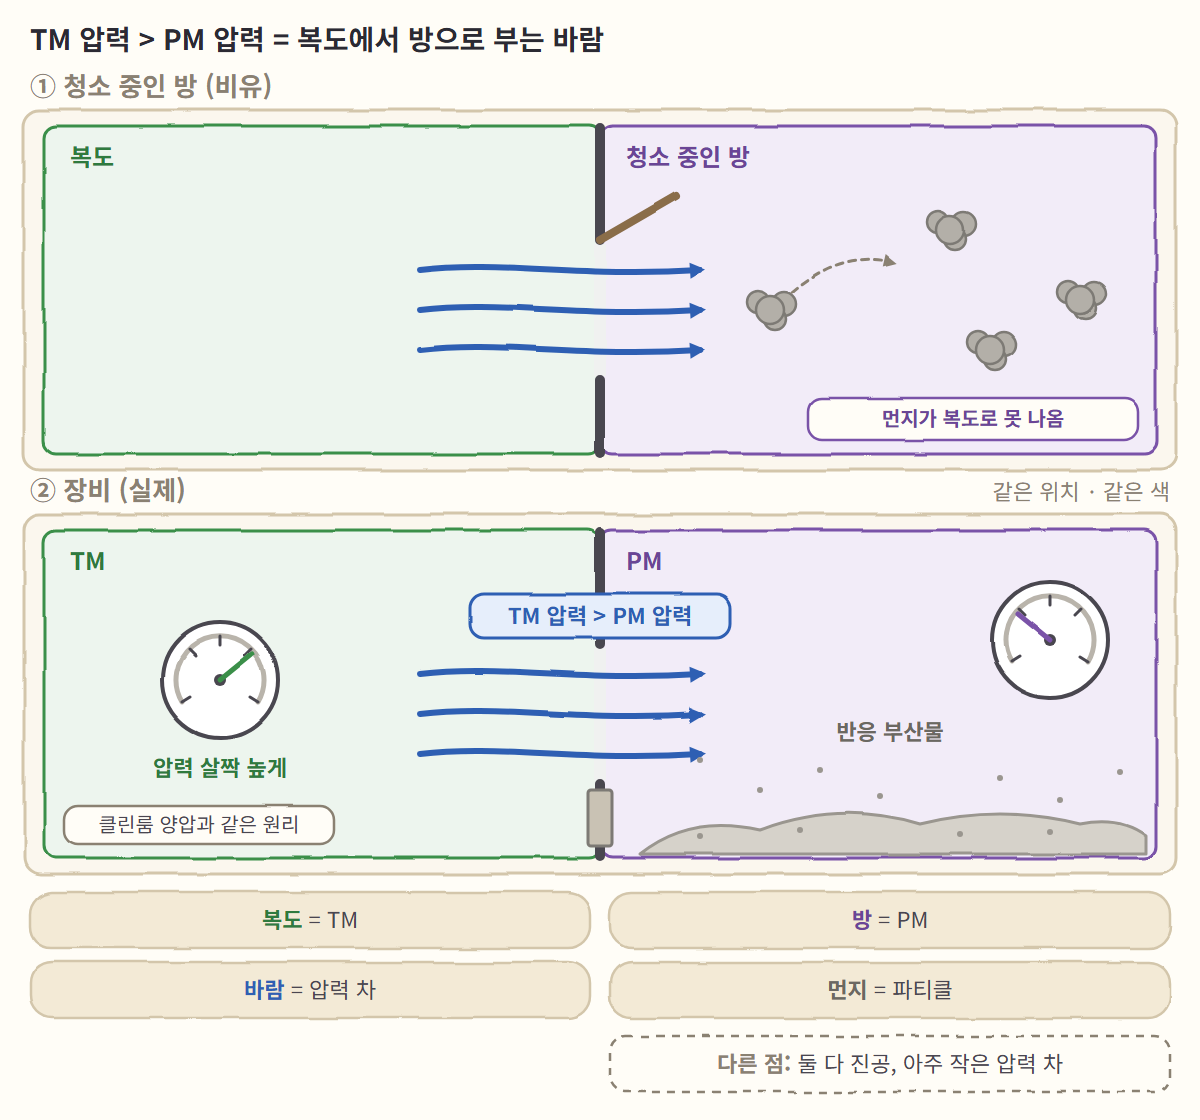 TM 압력 > PM 압력 = 복도에서 방으로 부는 바람
① 청소 중인 방 (비유)
복도
청소 중인 방
먼지가 복도로 못 나옴
② 장비 (실제)
같은 위치 · 같은 색
TM
PM
TM 압력 > PM 압력
반응 부산물
압력 살짝 높게
클린룸 양압과 같은 원리
복도 = TM
방 = PM
바람 = 압력 차
먼지 = 파티클
다른 점: 둘 다 진공, 아주 작은 압력 차